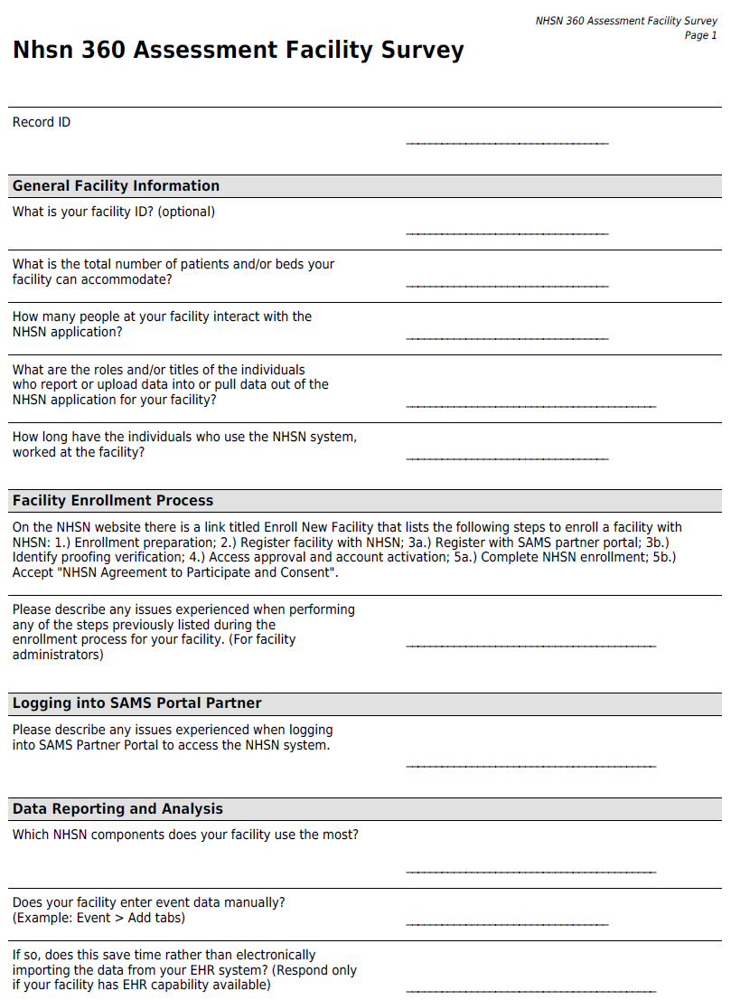 NHSN 360 Assessment Facility Survey
Page 1
Nhsn 360 Assessment Facility Survey
Record ID
General Facility Information
What is your facility ID? (optional)
What is the total number of patients and/or beds your
facility can accommodate?
How many people at your facility interact with the
NHSN application?
What are the roles and/or titles of the individuals
who report or upload data into or pull data out of the
NHSN application for your facility?
How long have the individuals who use the NHSN system,
worked at the facility?
Facility Enrollment Process
On the NHSN website there is a link titled Enroll New Facility that lists the following steps to enroll a facility with
NHSN: 1.) Enrollment preparation; 2.) Register facility with NHSN; 3a.) Register with SAMS partner portal; 3b.)
Identify proofing verification; 4.) Access approval and account activation; 5a.) Complete NHSN enrollment; 5b.)
Accept "NHSN Agreement to Participate and Consent".
Please describe any issues experienced when performing
any of the steps previously listed during the
enrollment process for your facility. (For facility
administrators)
Logging into SAMS Portal Partner
Please describe any issues experienced when logging
into SAMS Partner Portal to access the NHSN system.
Data Reporting and Analysis
Which NHSN components does your facility use the most?
Does your facility enter event data manually?
(Example: Event > Add tabs)
If so, does this save time rather than electronically
importing the data from your EHR system? (Respond only
if your facility has EHR capability available)